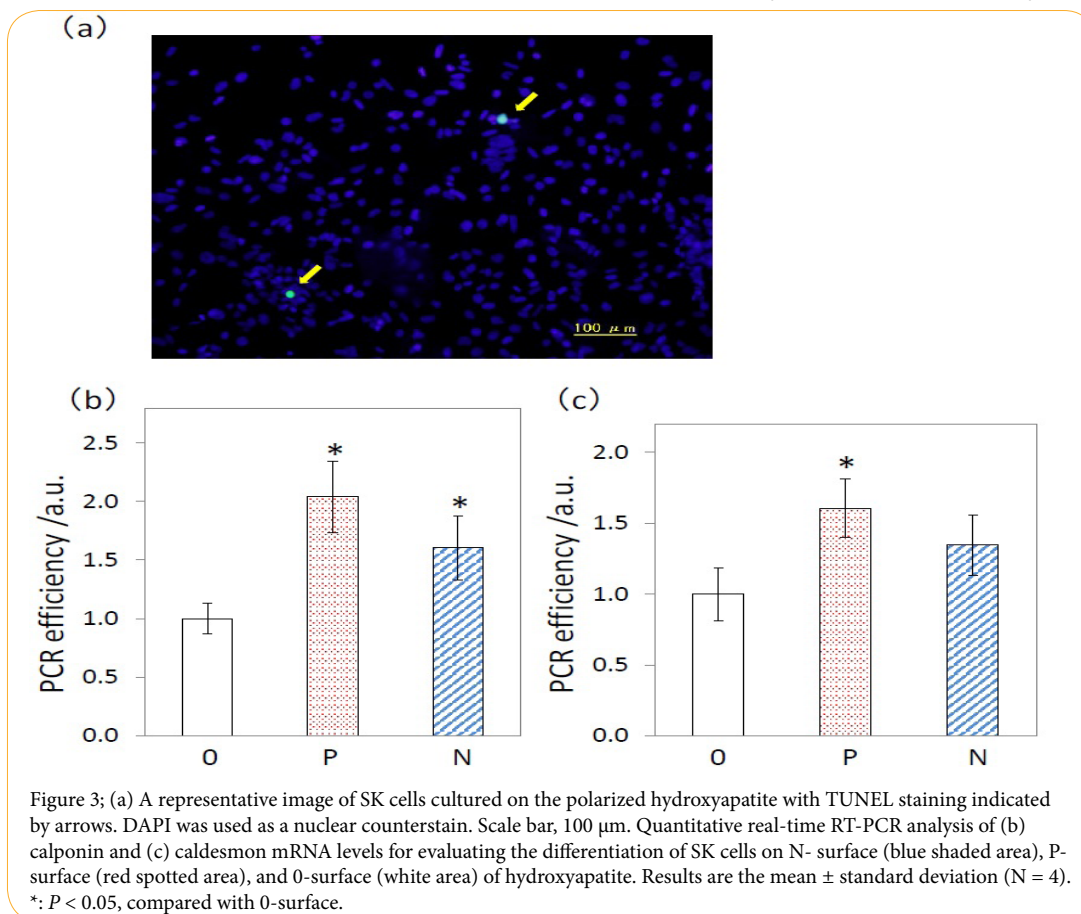 (a)
100 μm
(b)
(c)
PCR efficiency /a.u.
2.5
2.0
1.5
1.0
0.5
0.0
*
*
0 P N
PCR efficiency /a.u.
2.0
1.5
1.0
0.5
0.0
*
0 P N
Figure 3; (a) A representative image of SK cells cultured on the polarized hydroxyapatite with TUNEL staining indicated
by arrows. DAPI was used as a nuclear counterstain. Scale bar, 100 μm. Quantitative real-time RT-PCR analysis of (b)
calponin and (c) caldesmon mRNA levels for evaluating the differentiation of SK cells on N- surface (blue shaded area), P-
surface (red spotted area), and 0-surface (white area) of hydroxyapatite. Results are the mean ± standard deviation (N = 4).
*: P < 0.05, compared with 0-surface.